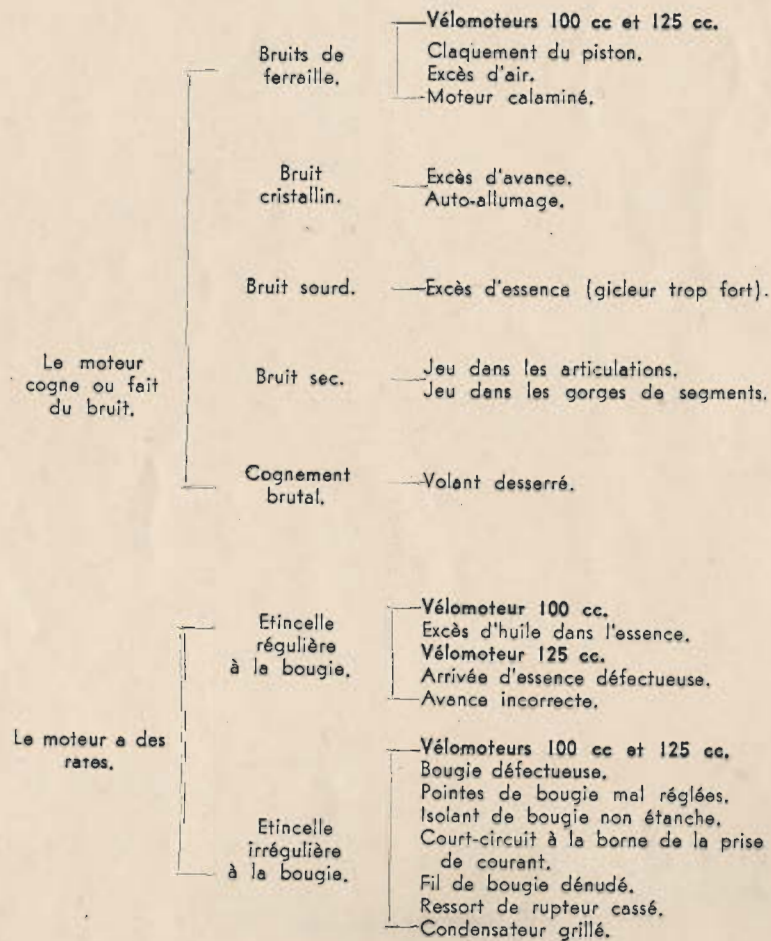 Le moteur
cogne ou fait
du bruit.
Bruits de
ferraille.
Vélomoteurs 100 cc et 125 cc.
Claquement du piston.
Excès d'air.
Moteur calaminé.
Bruit
cristallin.
Excès d'avance.
Auto-allumage.
Bruit sourd.
Excès d'essence (gicleur trop fort).
Bruit sec.
Jeu dans les articulations.
Jeu dans les gorges de segments.
Cognement
brutal.
Volant desserré.
Le moteur a des
rates.
Etincelle
régulière
à la bougie.
Vélomoteur 100 cc.
Excès d'huile dans l'essence.
Vélomoteur 125 cc.
Arrivée d'essence défectueuse.
Avance incorrecte.
Etincelle
irrégulière
à la bougie.
Vélomoteurs 100 cc et 125 cc.
Bougie défectueuse.
Pointes de bougie mal réglées.
Isolant de bougie non étanche.
Court-circuit à la borne de la prise
de courant.
Fil de bougie dénudé.
Ressort de rupteur cassé.
Condensateur grillé.